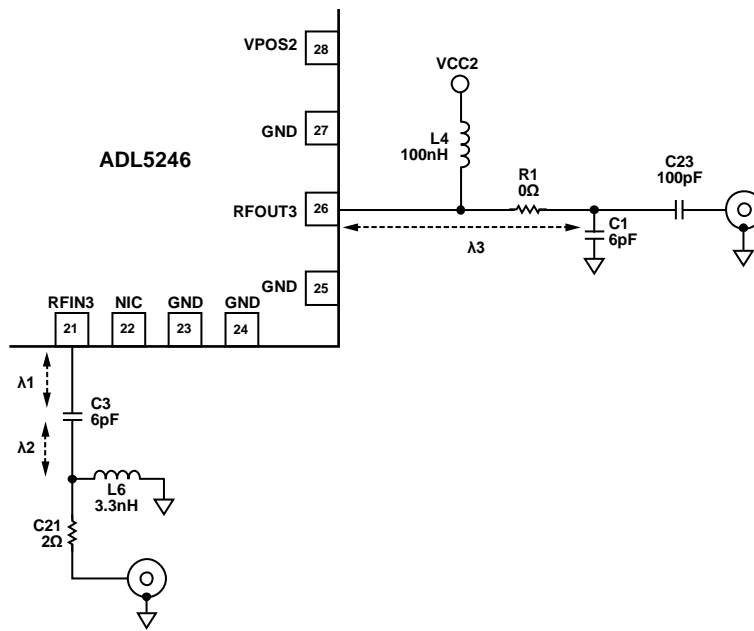 VPOS2
28
VCC2
GND
27
L4
100nH
C23
100pF
ADL5246
R1
0Ω
RFOUT3
26
C1
6pF
λ3
GND
25
RFIN3 NIC GND GND
21 22 23 24
λ1
C3
6pF
λ2
L6
3.3nH
C21
2Ω